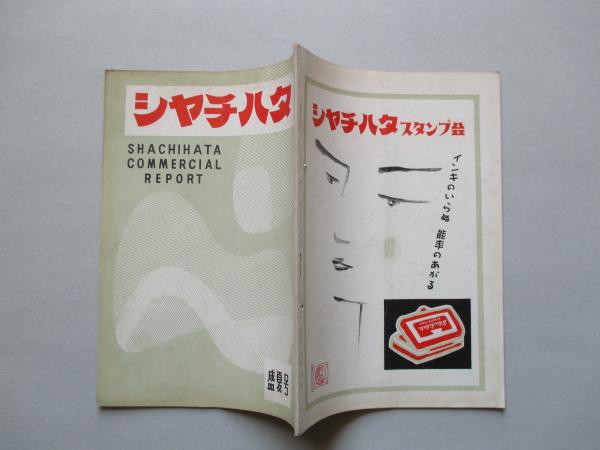 シヤチハタ
SHACHIHATA
COMMERCIAL
REPORT
盛夏号
シヤチハタスタンプ台
インキのいらぬ 能率のあがる